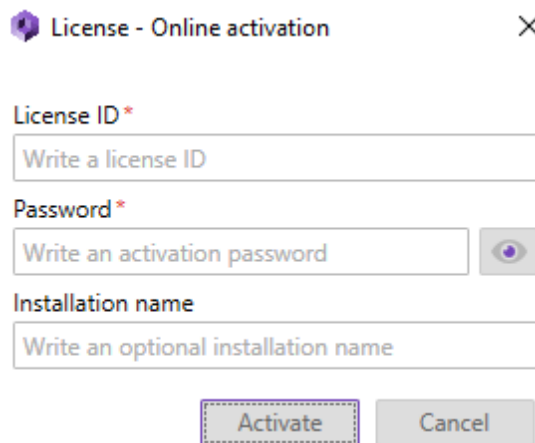 License - Online activation
License ID *
Write a license ID
Password *
Write an activation password
Installation name
Write an optional installation name
Activate Cancel